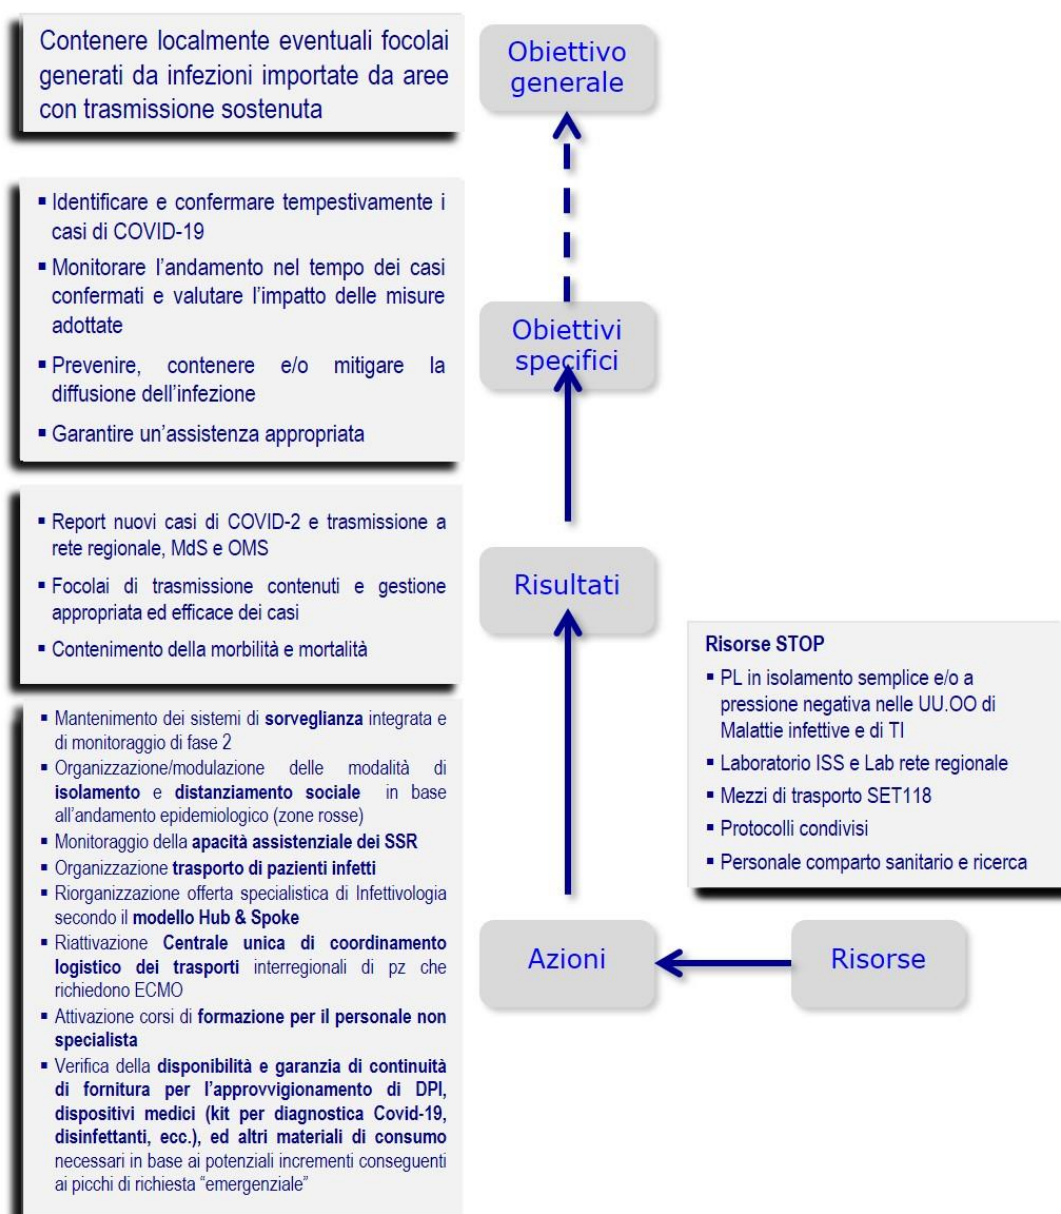 Contenere localmente eventuali focolai
generati da infezioni importate da aree
con trasmissione sostenuta
Obiettivo
generale
▪ Identificare e confermare tempestivamente i
casi di COVID-19
▪ Monitorare l'andamento nel tempo dei casi
confermati e valutare l'impatto delle misure
adottate
▪ Prevenire, contenere e/o mitigare la
diffusione dell'infezione
▪ Garantire un'assistenza appropriata
Obiettivi
specifici
▪ Report nuovi casi di COVID-2 e trasmissione a
rete regionale, MdS e OMS
▪ Focolai di trasmissione contenuti e gestione
appropriata ed efficace dei casi
▪ Contenimento della morbilità e mortalità
Risultati
Risorse STOP
▪ PL in isolamento semplice e/o a
pressione negativa nelle UU.OO di
Malattie infettive e di TI
▪ Laboratorio ISS e Lab rete regionale
▪ Mezzi di trasporto SET118
▪ Protocolli condivisi
▪ Personale comparto sanitario e ricerca
▪ Mantenimento dei sistemi di sorveglianza integrata e
di monitoraggio di fase 2
▪ Organizzazione/modulazione delle modalità di
isolamento e distanziamento sociale in base
all'andamento epidemiologico (zone rosse)
▪ Monitoraggio della apacità assistenziale dei SSR
▪ Organizzazione trasporto di pazienti infetti
▪ Riorganizzazione offerta specialistica di Infettivologia
secondo il modello Hub & Spoke
▪ Riattivazione Centrale unica di coordinamento
logistico dei trasporti interregionali di pz che
richiedono ECMO
▪ Attivazione corsi di formazione per il personale non
specialista
▪ Verifica della disponibilità e garanzia di continuità
di fornitura per l'approvvigionamento di DPI,
dispositivi medici (kit per diagnostica Covid-19,
disinfettanti, ecc.), ed altri materiali di consumo
necessari in base ai potenziali incrementi conseguenti
ai picchi di richiesta "emergenziale"
Azioni
Risorse